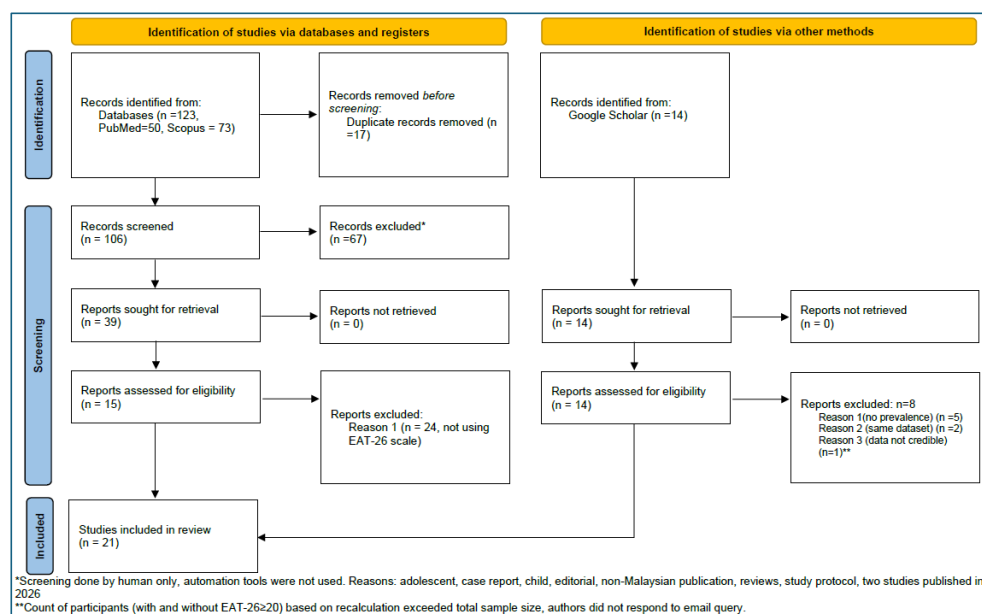 Identification of studies via databases and registers
Identification of studies via other methods
Identification
Records identified from:
Databases (n =123,
PubMed=50, Scopus = 73)
Records removed before
screening:
Duplicate records removed (n
=17)
Records identified from:
Google Scholar (n =14)
Screening
Records screened
(n = 106)
Records excluded*
(n =67)
Reports sought for retrieval
(n = 39)
Reports not retrieved
(n = 0)
Reports sought for retrieval
(n = 14)
Reports not retrieved
(n = 0)
Reports assessed for eligibility
(n = 15)
Reports excluded:
Reason 1 (n = 24, not using
EAT-26 scale)
Reports assessed for eligibility
(n = 14)
Reports excluded: n=8
Reason 1(no prevalence) (n =5)
Reason 2 (same dataset) (n =2)
Reason 3 (data not credible)
(n=1)**
Included
Studies included in review
(n = 21)
*Screening done by human only, automation tools were not used. Reasons: adolescent, case report, child, editorial, non-Malaysian publication, reviews, study protocol, two studies published in
2026
**Count of participants (with and without EAT-26≥20) based on recalculation exceeded total sample size, authors did not respond to email query.